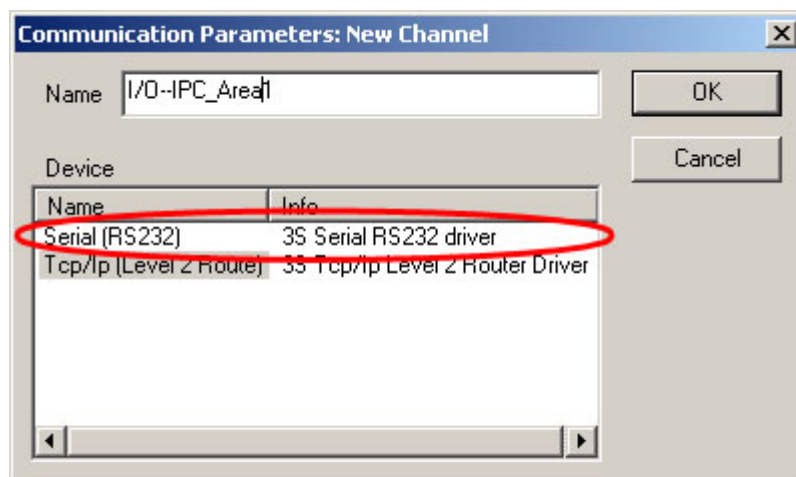 Communication Parameters: New Channel
Name I/O--IPC_Area1 OK
Cancel
Device
Name Info
Serial (RS232) 3S Serial RS232 driver
Tcp/Ip (Level 2 Route) 3S Tcp/Ip Level 2 Router Driver